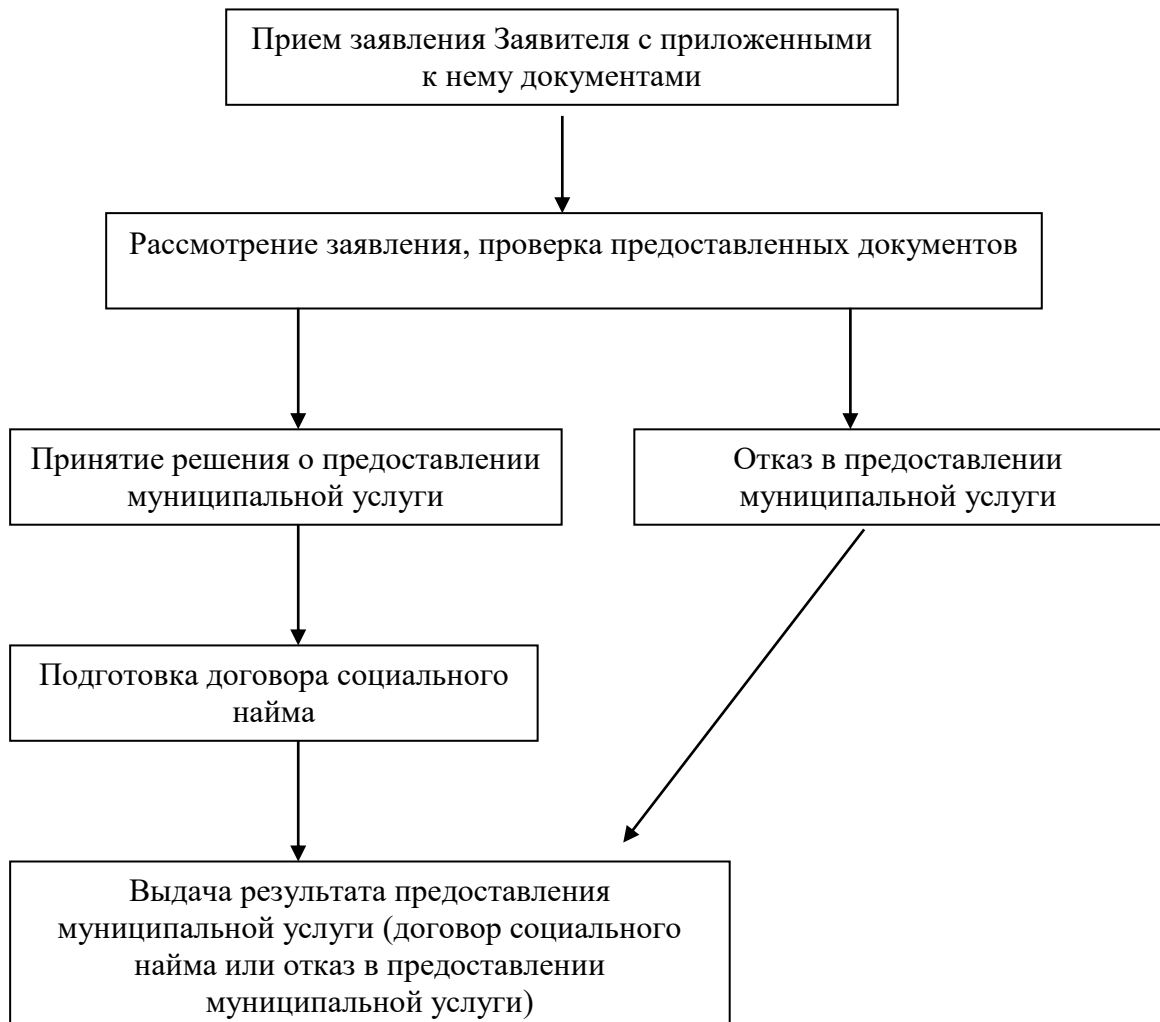 Прием заявления Заявителя с приложенными
к нему документами
Рассмотрение заявления, проверка предоставленных документов
Принятие решения о предоставлении
муниципальной услуги
Отказ в предоставлении
муниципальной услуги
Подготовка договора социального
найма
Выдача результата предоставления
муниципальной услуги (договор социального
найма или отказ в предоставлении
муниципальной услуги)